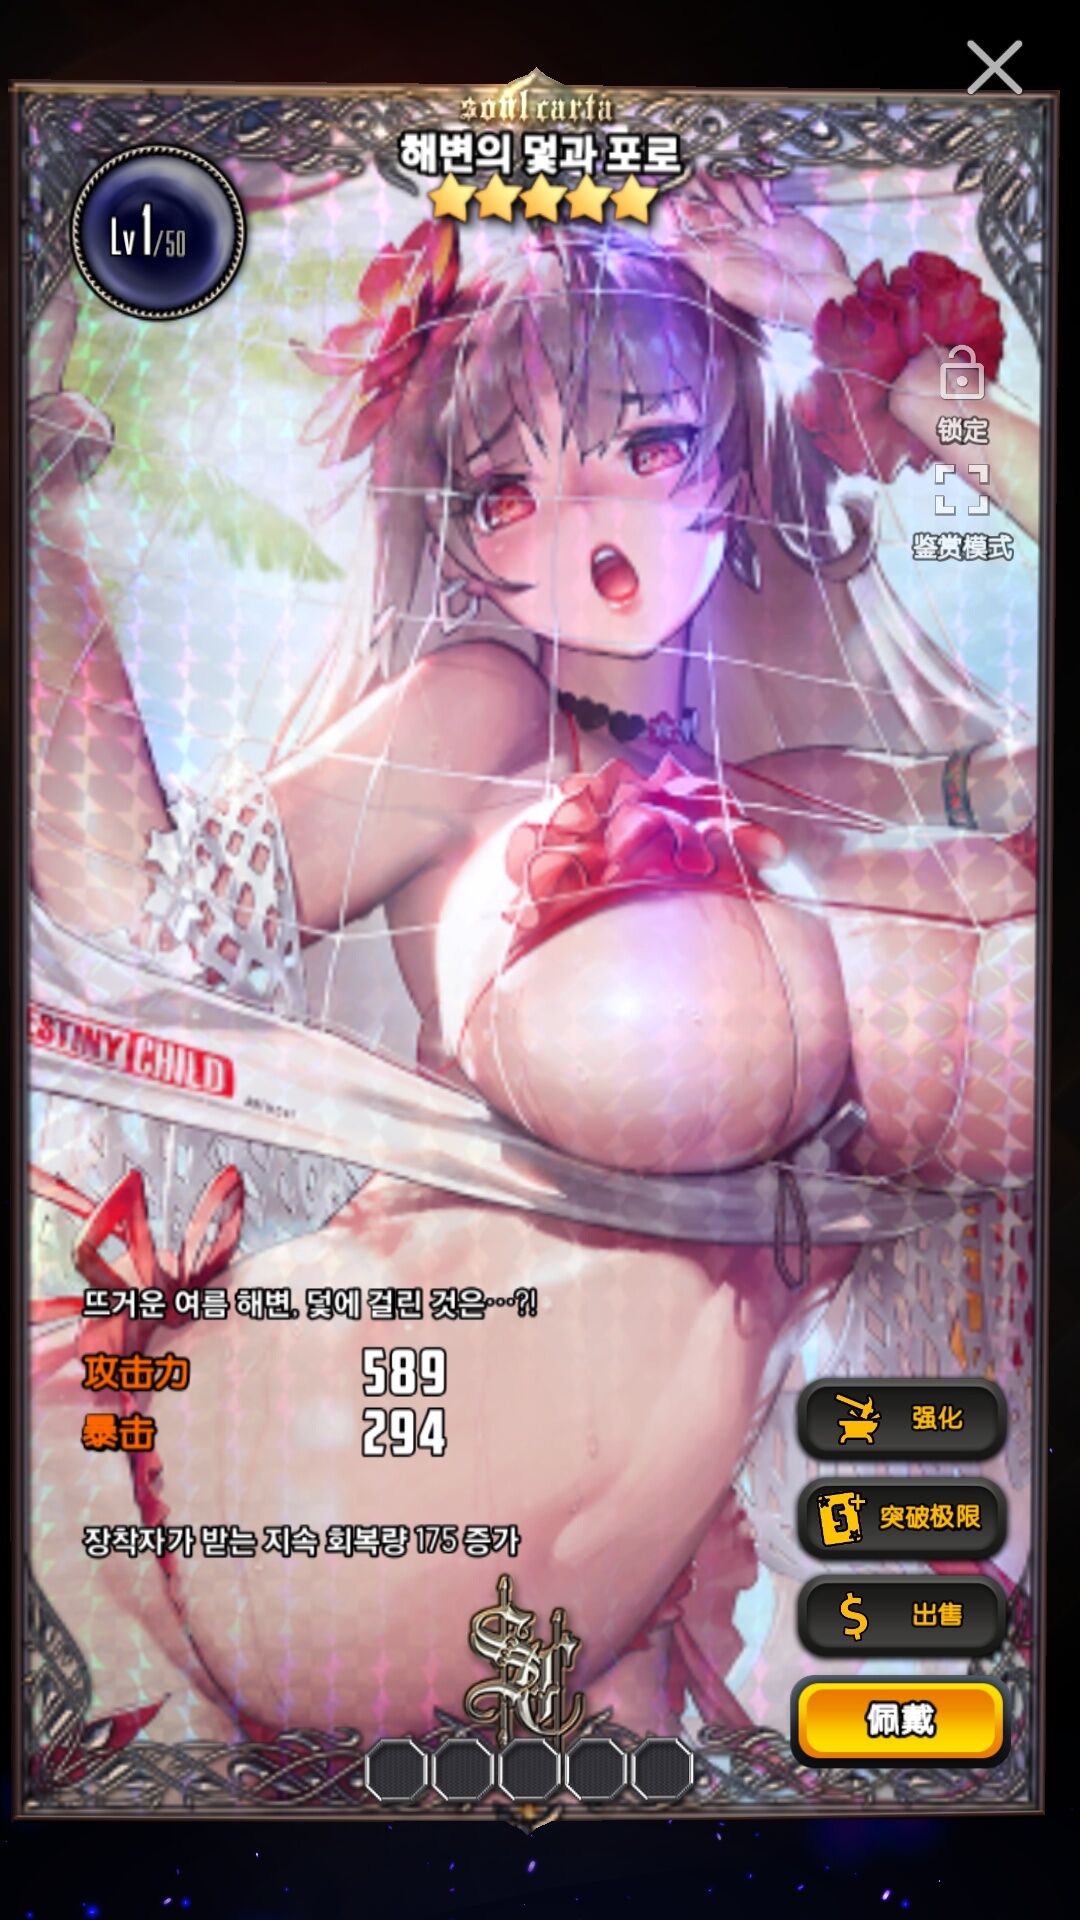 soul carta
해변의 덫과 포로
Lv 1/50
锁定
鉴赏模式
DESTINY CHILD
뜨거운 여름 해변, 덫에 걸린 것은…?!
攻击力 589
暴击 294
强化
突破极限
장착자가 받는 지속 회복량 175 증가
出售
佩戴